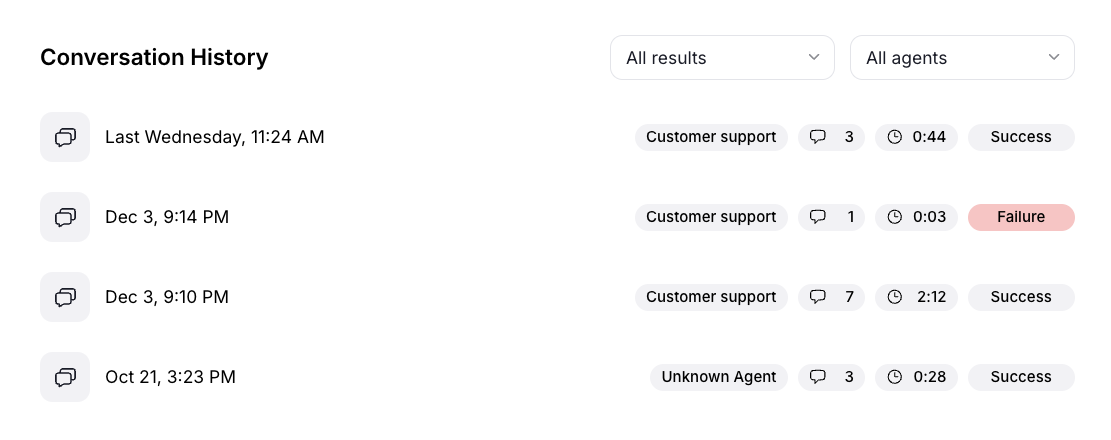 Conversation History All results All agents
Last Wednesday, 11:24 AM Customer support 3 0:44 Success
Dec 3, 9:14 PM Customer support 1 0:03 Failure
Dec 3, 9:10 PM Customer support 7 2:12 Success
Oct 21, 3:23 PM Unknown Agent 3 0:28 Success